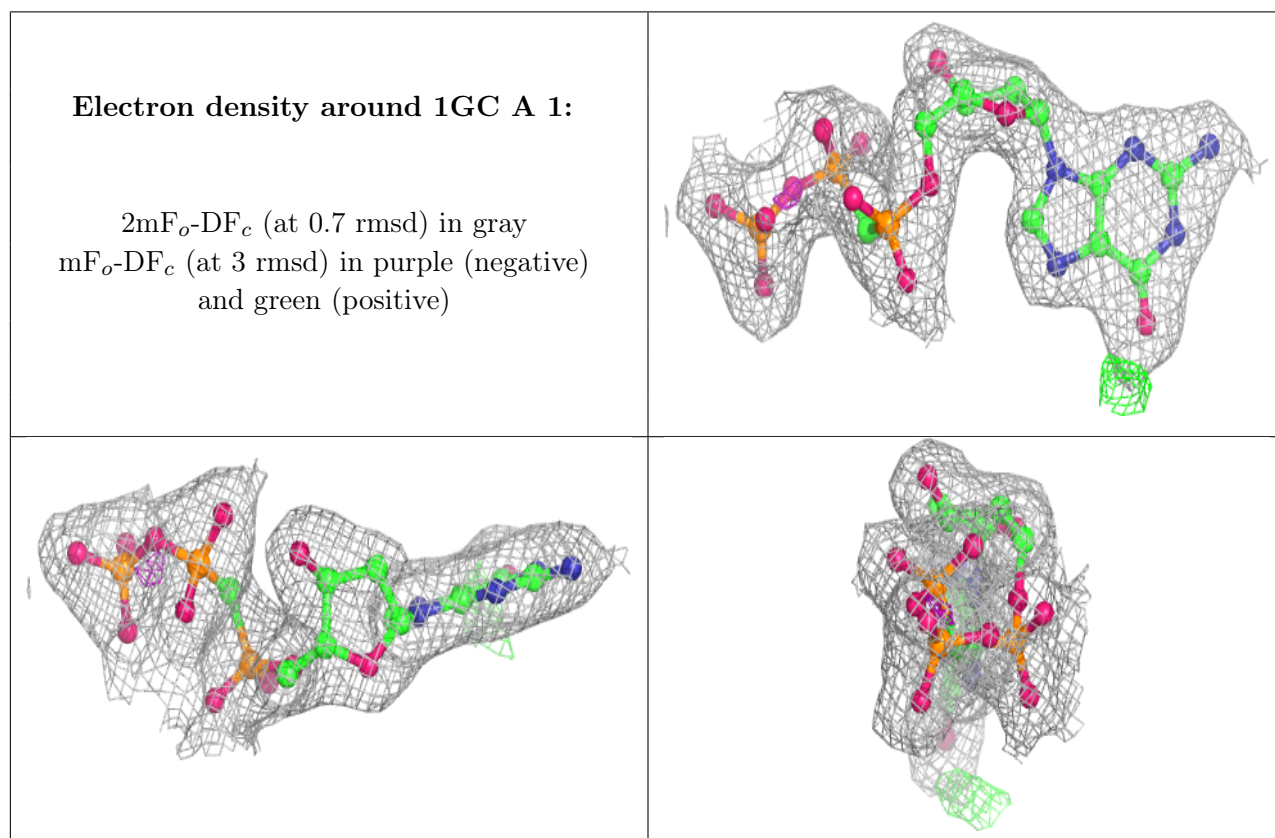 Electron density around 1GC A 1:
2mFo-DFc (at 0.7 rmsd) in gray
mFo-DFc (at 3 rmsd) in purple (negative)
and green (positive)